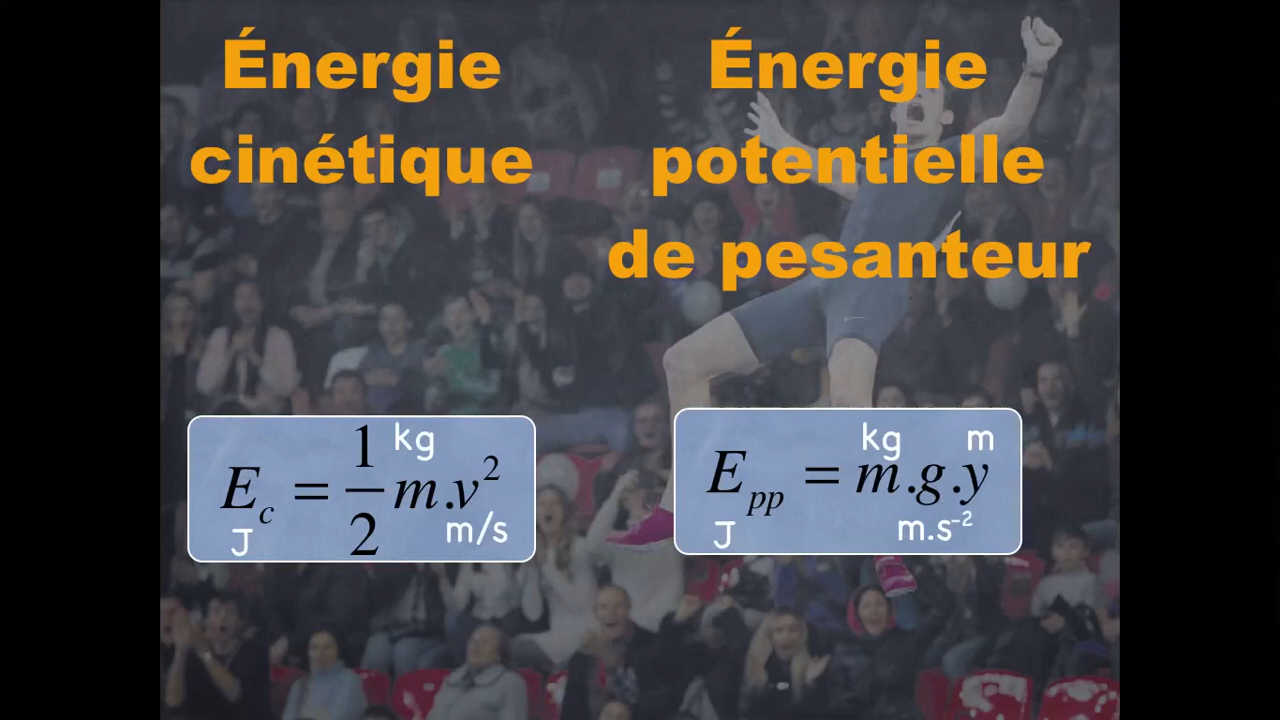 Énergie
cinétique
Énergie
potentielle
de pesanteur
E_c = 1/2 m.v²
kg
J
m/s
E_pp = m.g.y
kg
m
J
m.s⁻²